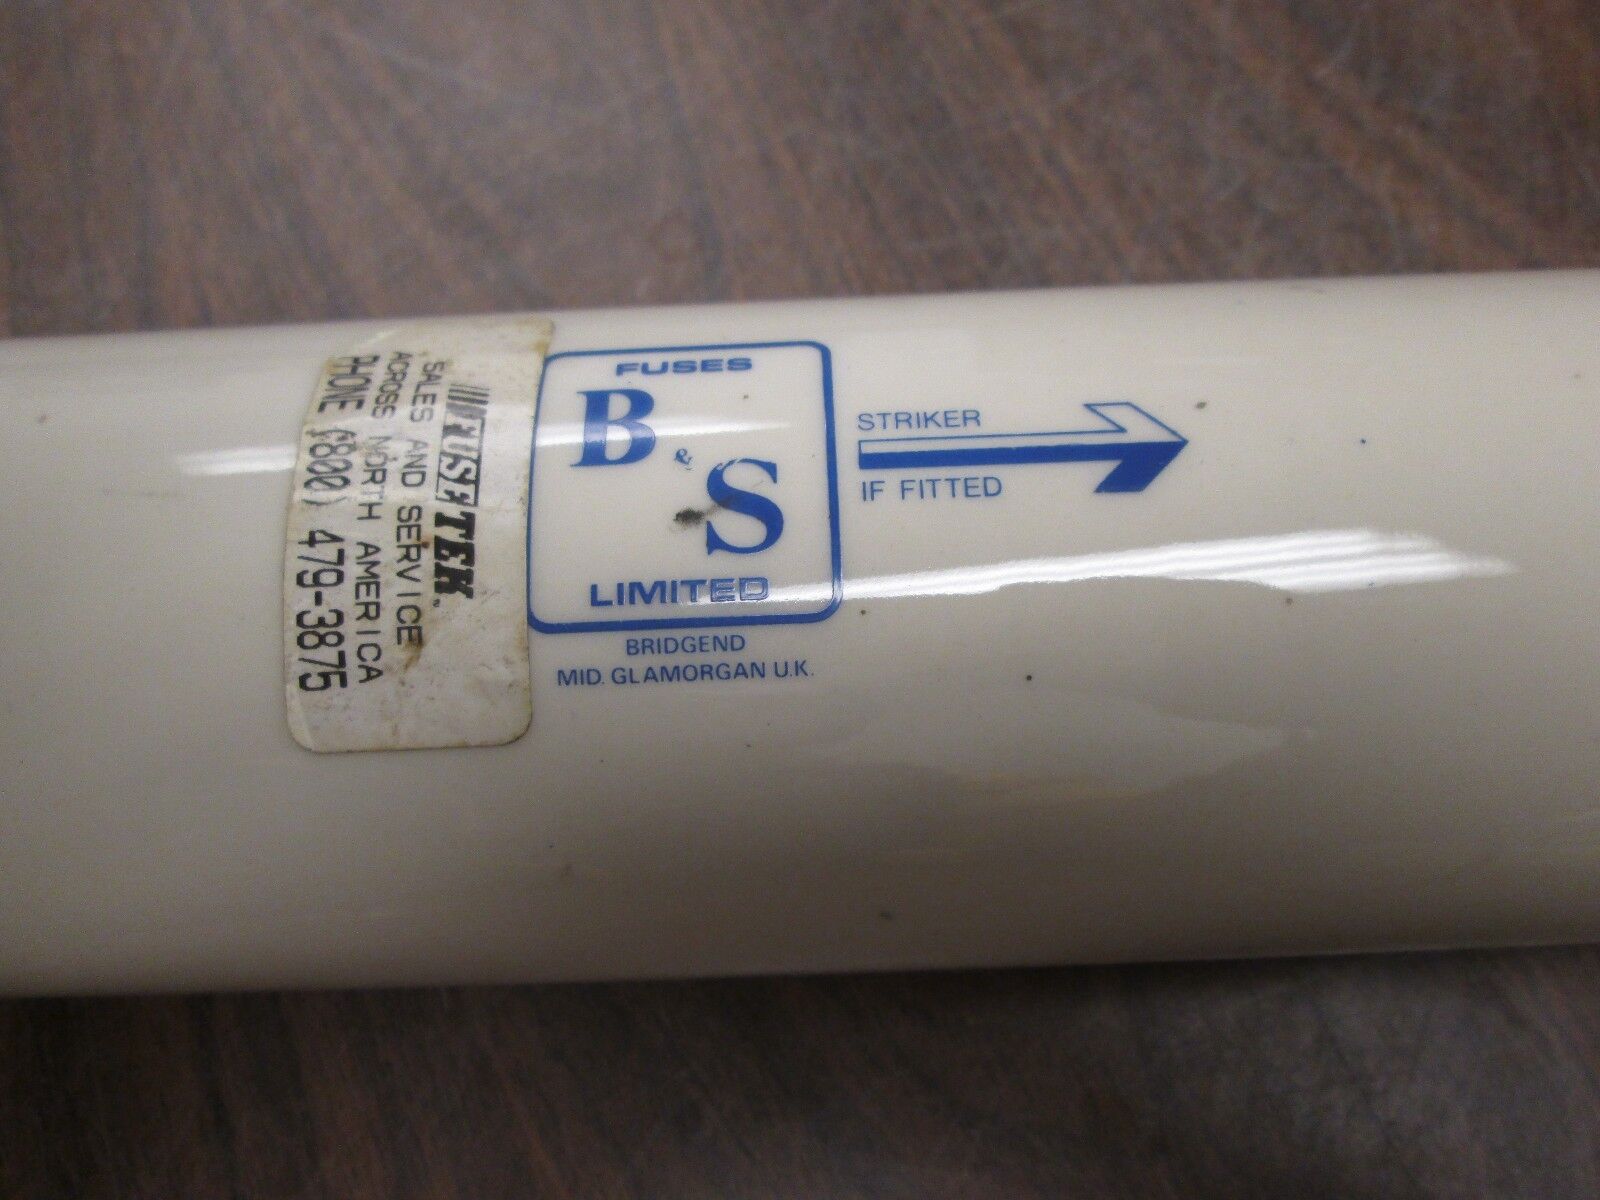 FUSETEK
SALES AND SERVICE
ACROSS NORTH AMERICA
PHONE (800) 479-3875
FUSES
B & S
LIMITED
BRIDGEND
MID. GLAMORGAN U.K.
STRIKER
IF FITTED